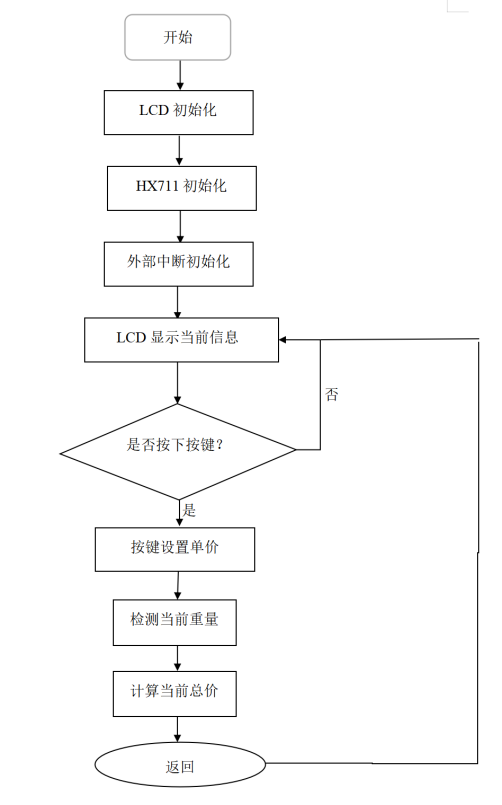 开始
LCD 初始化
HX711 初始化
外部中断初始化
LCD 显示当前信息
否
是否按下按键？
是
按键设置单价
检测当前重量
计算当前总价
返回